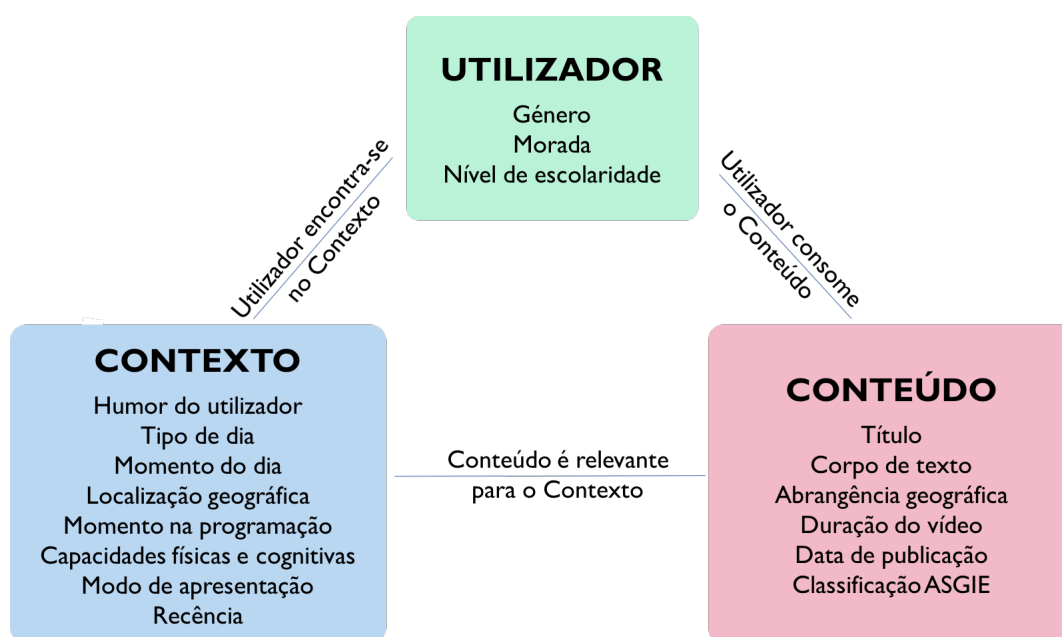 UTILIZADOR
Género
Morada
Nível de escolaridade
Utilizador encontra-se
no Contexto
Utilizador consome
o Conteúdo
CONTEXTO
Humor do utilizador
Tipo de dia
Momento do dia
Localização geográfica
Momento na programação
Capacidades físicas e cognitivas
Modo de apresentação
Recência
Conteúdo é relevante
para o Contexto
CONTEÚDO
Título
Corpo de texto
Abrangência geográfica
Duração do vídeo
Data de publicação
Classificação ASGIE